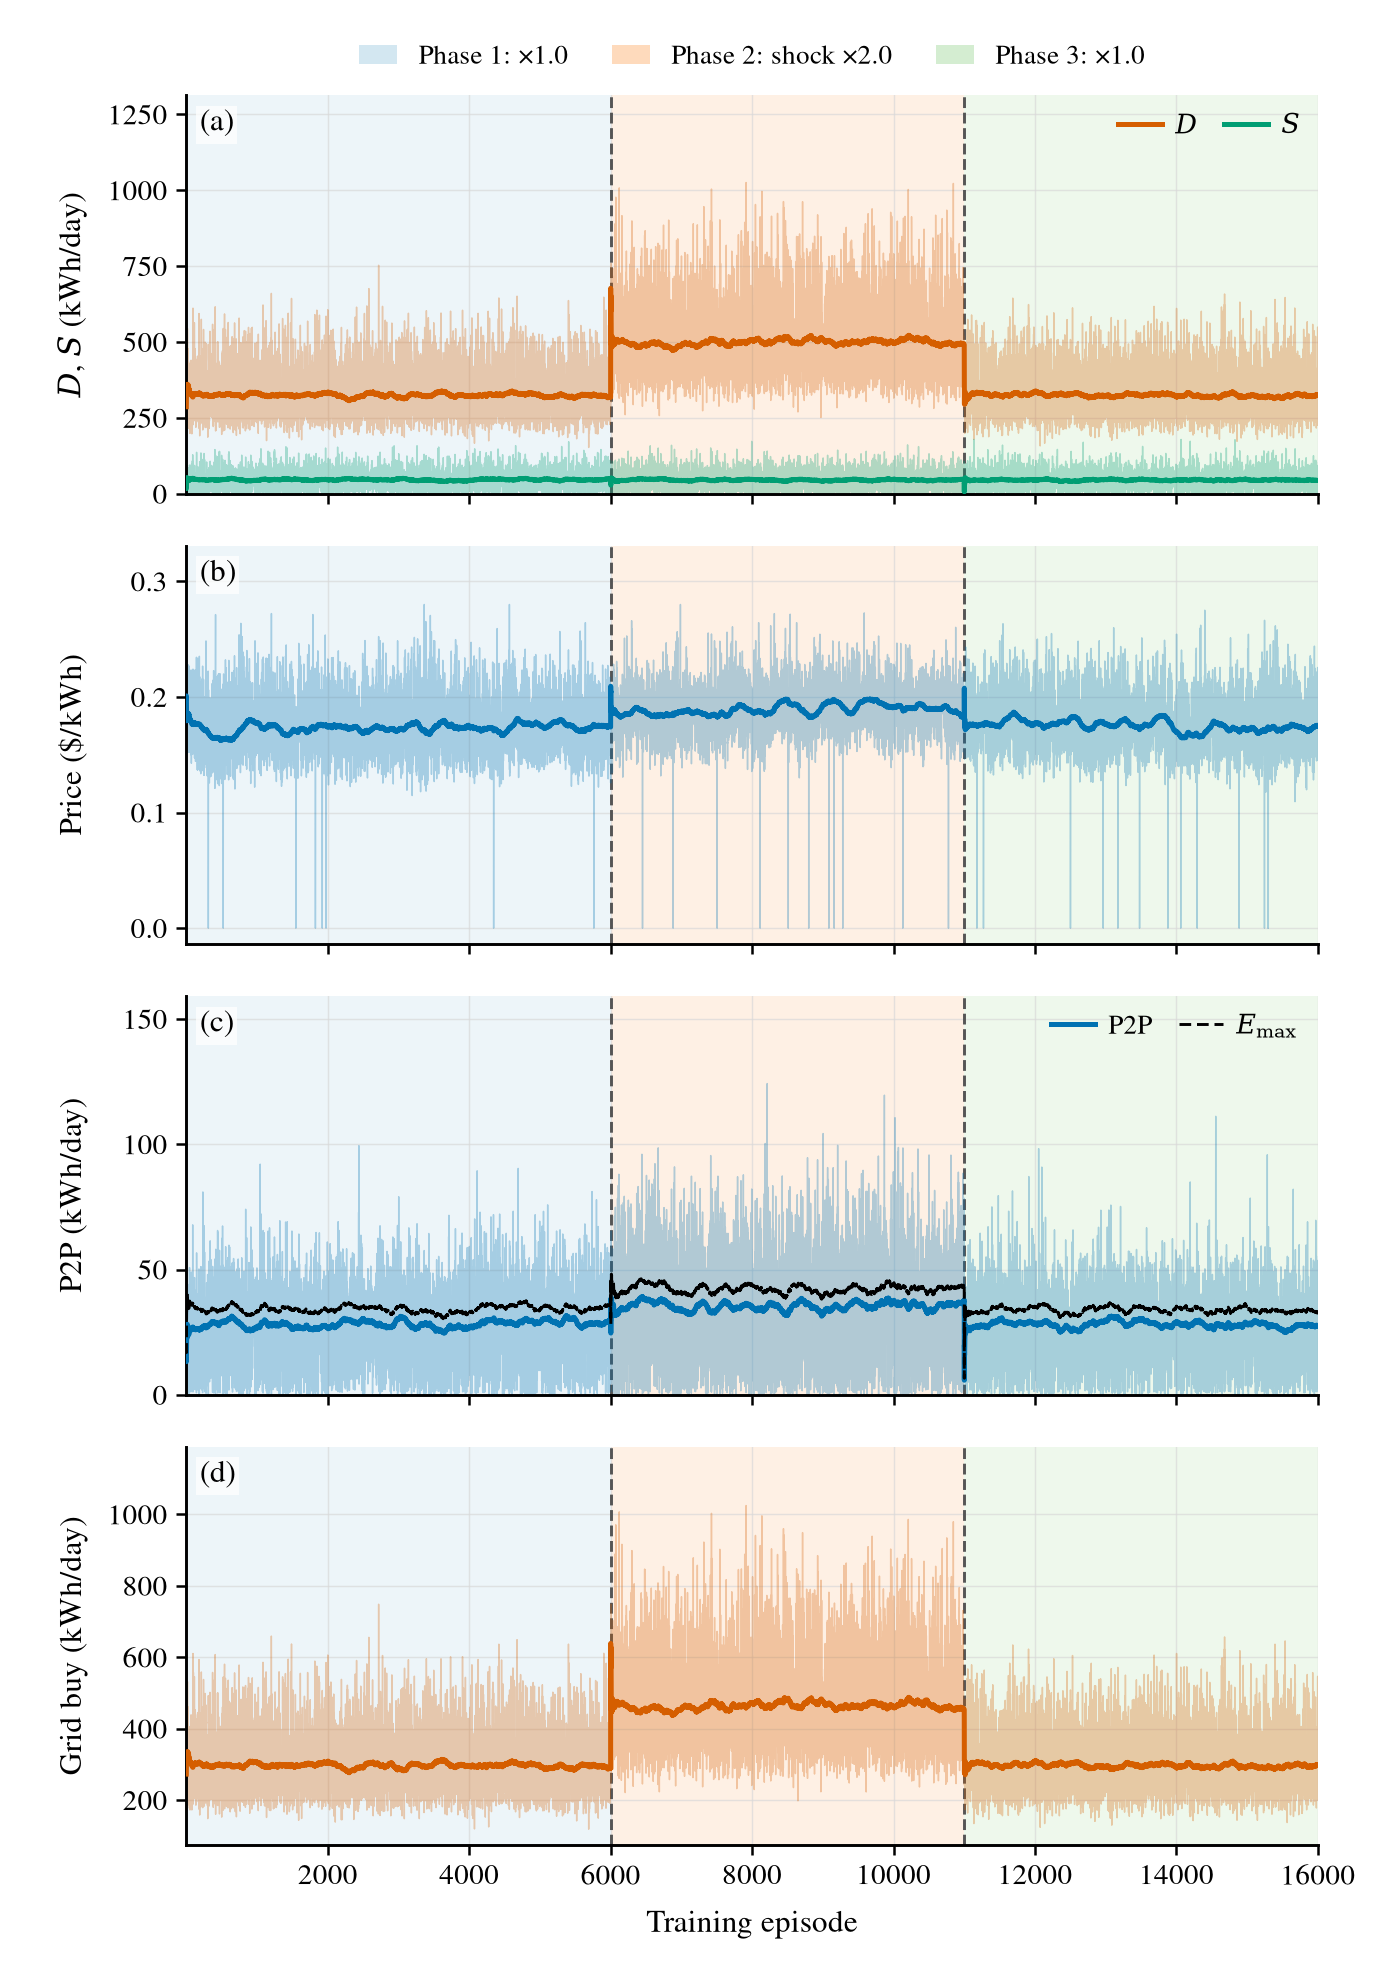 Phase 1: ×1.0 Phase 2: shock ×2.0 Phase 3: ×1.0
(a) D S
1250
1000
750
500
250
0
D, S (kWh/day)
(b)
0.3
0.2
0.1
0.0
Price ($/kWh)
(c) P2P E_max
150
100
50
0
P2P (kWh/day)
(d)
1000
800
600
400
200
Grid buy (kWh/day)
2000 4000 6000 8000 10000 12000 14000 16000
Training episode